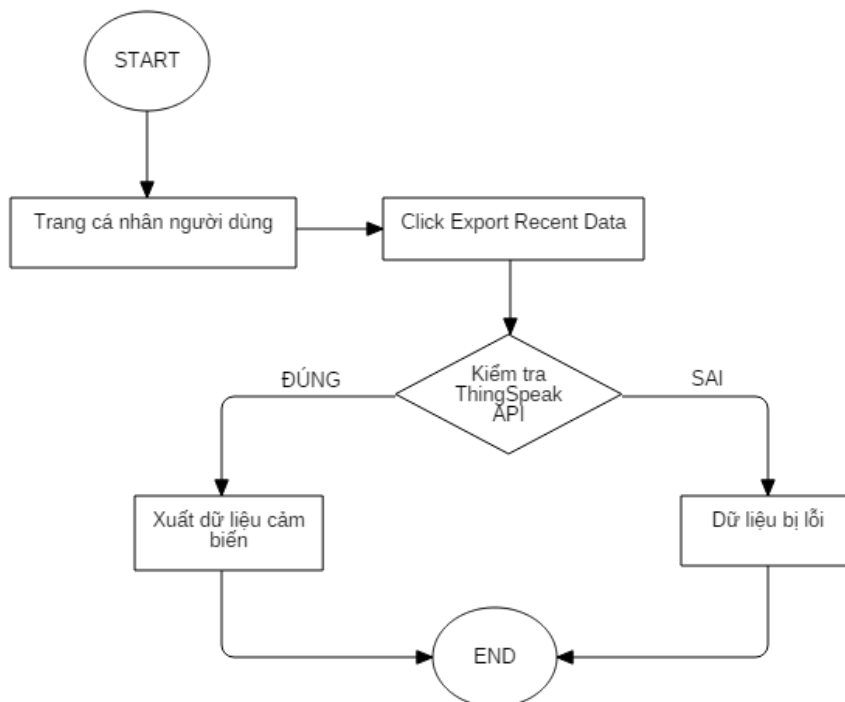 START
Trang cá nhân người dùng
Click Export Recent Data
Kiểm tra
ThingSpeak
API
ĐÚNG
SAI
Xuất dữ liệu cảm
biến
Dữ liệu bị lỗi
END